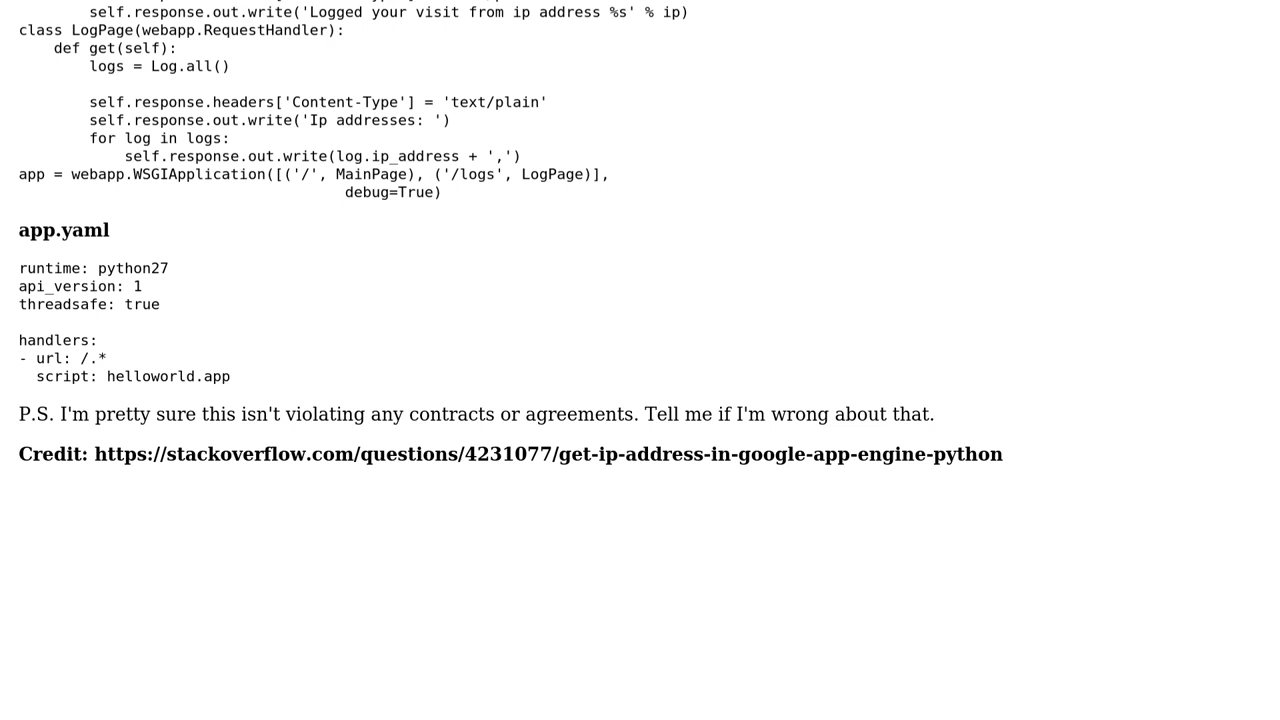 self.response.out.write('Logged your visit from ip address %s' % ip)
class LogPage(webapp.RequestHandler):
    def get(self):
        logs = Log.all()

        self.response.headers['Content-Type'] = 'text/plain'
        self.response.out.write('Ip addresses: ')
        for log in logs:
            self.response.out.write(log.ip_address + ',')
app = webapp.WSGIApplication([('/', MainPage), ('/logs', LogPage)],
                                     debug=True)
app.yaml
runtime: python27
api_version: 1
threadsafe: true

handlers:
- url: /.*
  script: helloworld.app
P.S. I'm pretty sure this isn't violating any contracts or agreements. Tell me if I'm wrong about that.
Credit: https://stackoverflow.com/questions/4231077/get-ip-address-in-google-app-engine-python